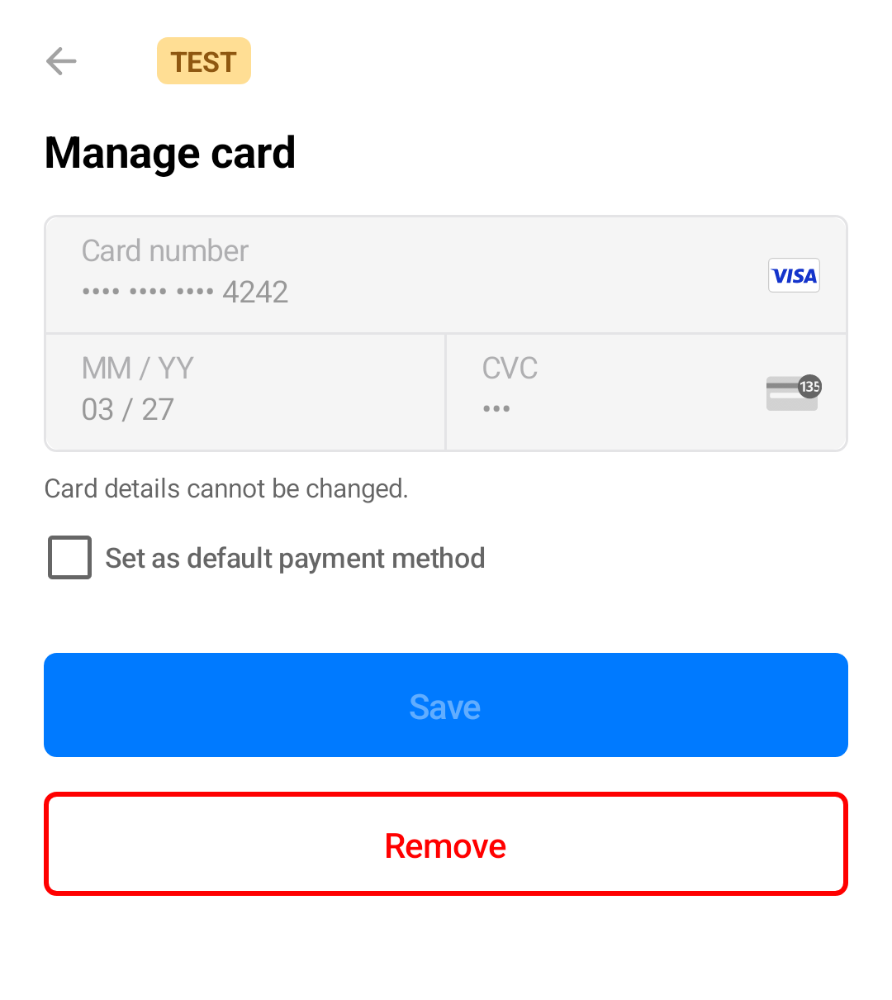 TEST
Manage card
Card number
•••• •••• •••• 4242
VISA
MM / YY
03 / 27
CVC
•••
135
Card details cannot be changed.
Set as default payment method
Save
Remove